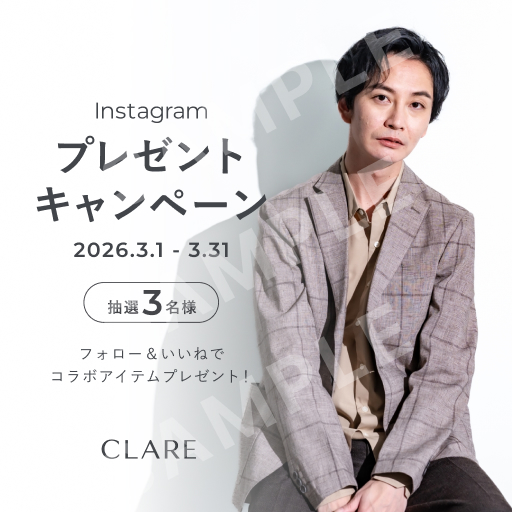 Instagram
プレゼント
キャンペーン
2026.3.1 - 3.31
抽選3名様
フォロー＆いいねで
コラボアイテムプレゼント！
CLARE
SAMPLE
SAMPLE
SAMPLE